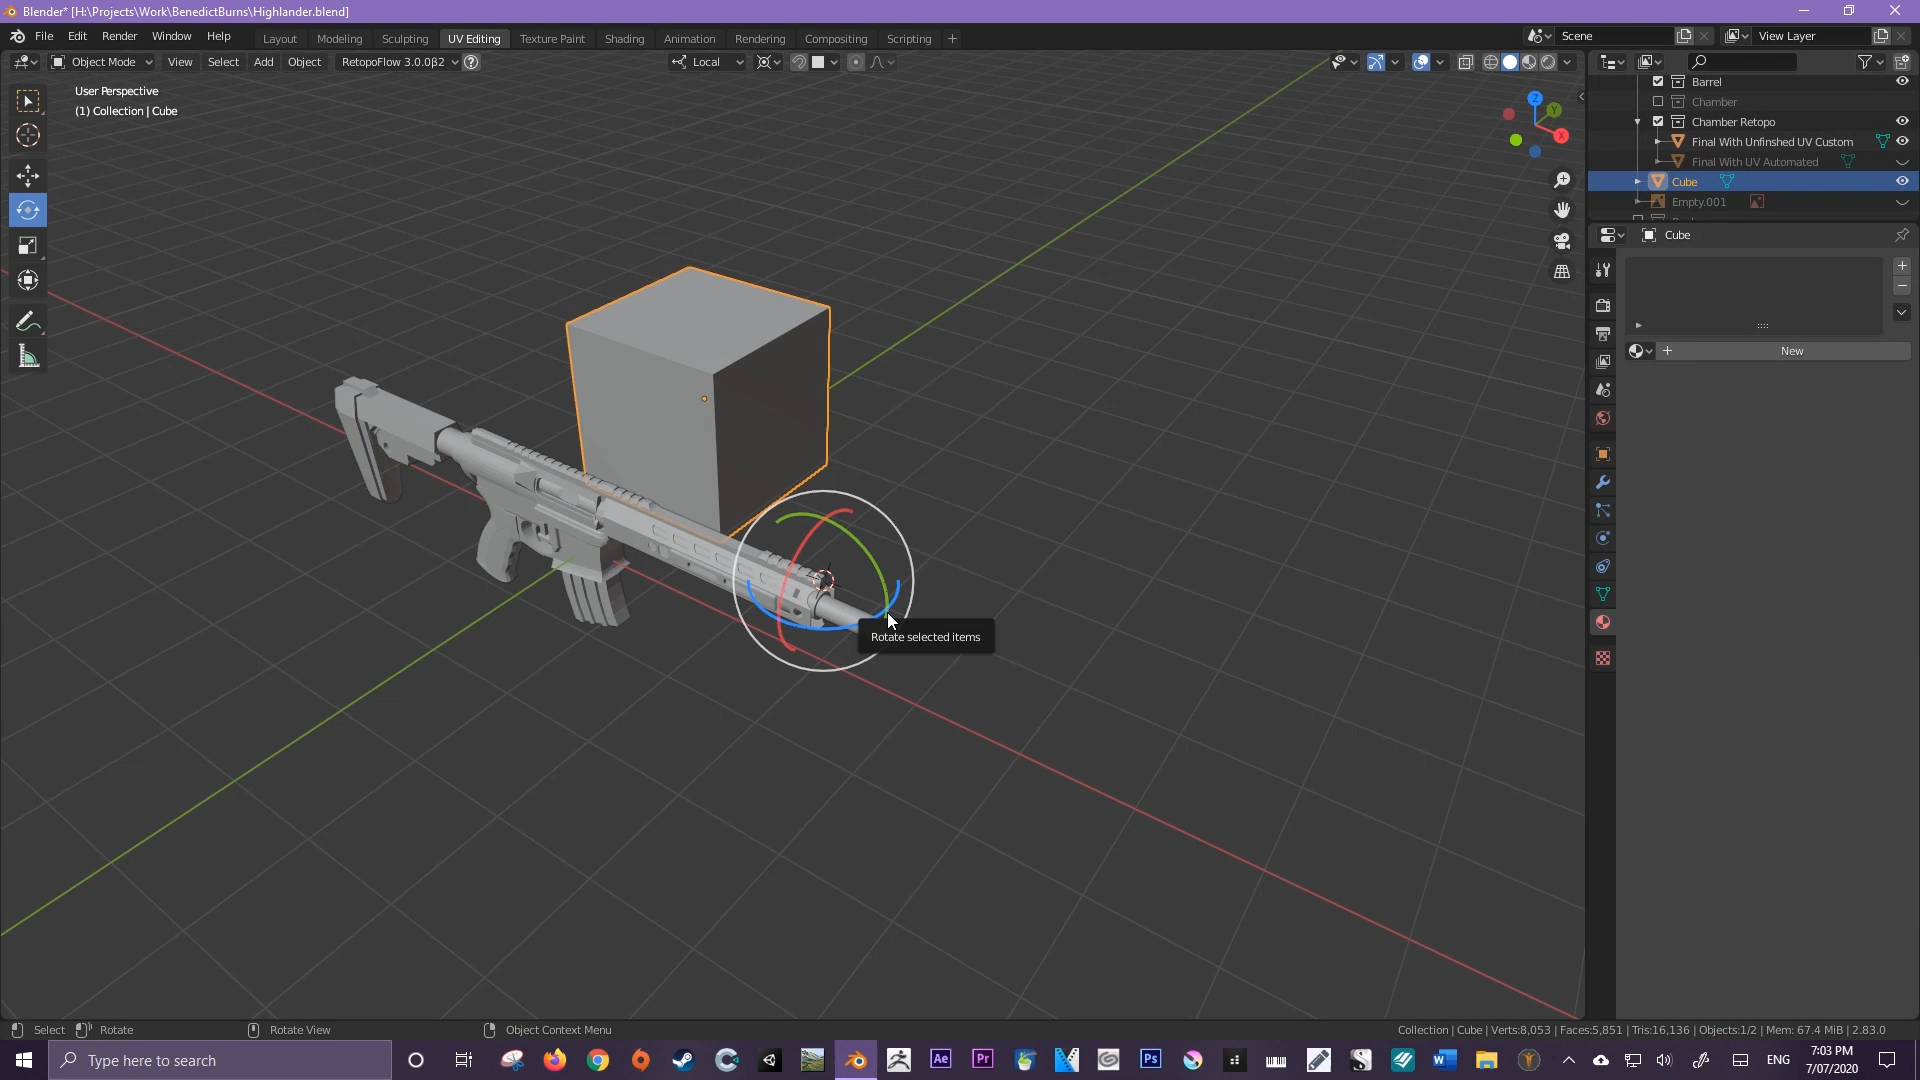 Blender* [H:\Projects\Work\BenedictBurns\Highlander.blend]
File Edit Render Window Help Layout Modeling Sculpting UV Editing Texture Paint Shading Animation Rendering Compositing Scripting + Scene View Layer
Object Mode View Select Add Object RetopoFlow 3.0.0β2 ? Local
User Perspective
(1) Collection | Cube
Z
Y
X
Barrel
Chamber
Chamber Retopo
Final With Unfinshed UV Custom
Final With UV Automated
Cube
Empty.001
Cube
New
Rotate selected items
Select Rotate Rotate View Object Context Menu Collection | Cube | Verts:8,053 | Faces:5,851 | Tris:16,136 | Objects:1/2 | Mem: 67.4 MiB | 2.83.0
Type here to search Ae Pr Ps W ENG 7:03 PM
7/07/2020